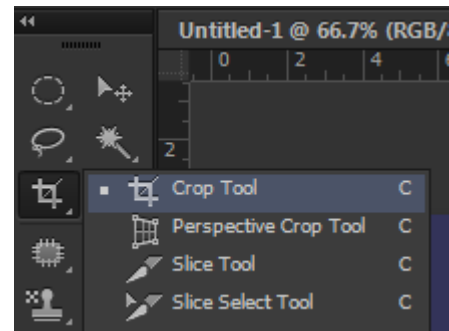 Untitled-1 @ 66.7% (RGB/
0 2 4
2
Crop Tool C
Perspective Crop Tool C
Slice Tool C
Slice Select Tool C